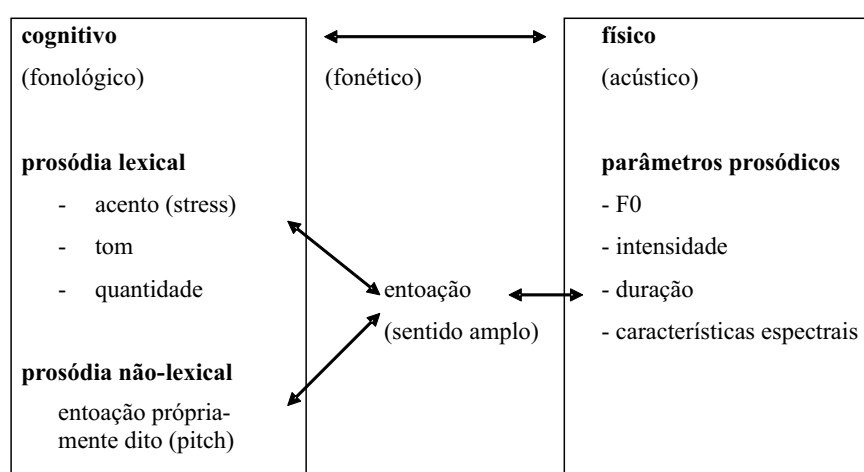 cognitivo
(fonológico)
prosódia lexical
- acento (stress)
- tom
- quantidade
prosódia não-lexical
entoação própria-
mente dito (pitch)
(fonético)
entoação
(sentido amplo)
físico
(acústico)
parâmetros prosódicos
- F0
- intensidade
- duração
- características espectrais